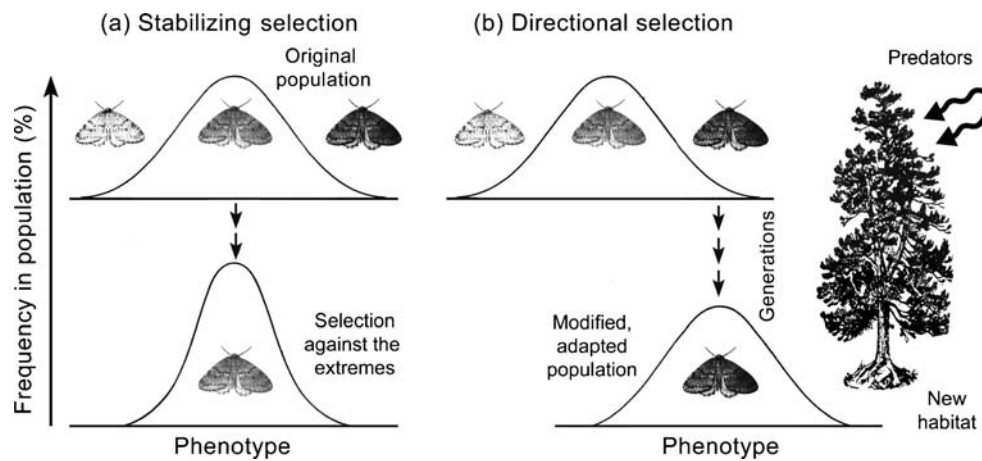 (a) Stabilizing selection
Original
population
Frequency in population (%)
Selection
against the
extremes
Phenotype
(b) Directional selection
Predators
Generations
Modified,
adapted
population
New
habitat
Phenotype